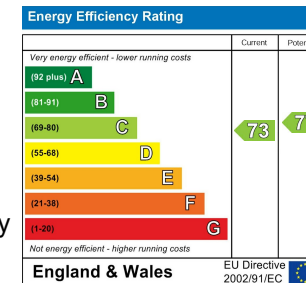 Energy Efficiency Rating
Current
Very energy efficient - lower running costs
(92 plus) A
(81-91) B
(69-80) C
73
(55-68) D
(39-54) E
(21-38) F
(1-20) G
Not energy efficient - higher running costs
England & Wales
EU Directive
2002/91/EC